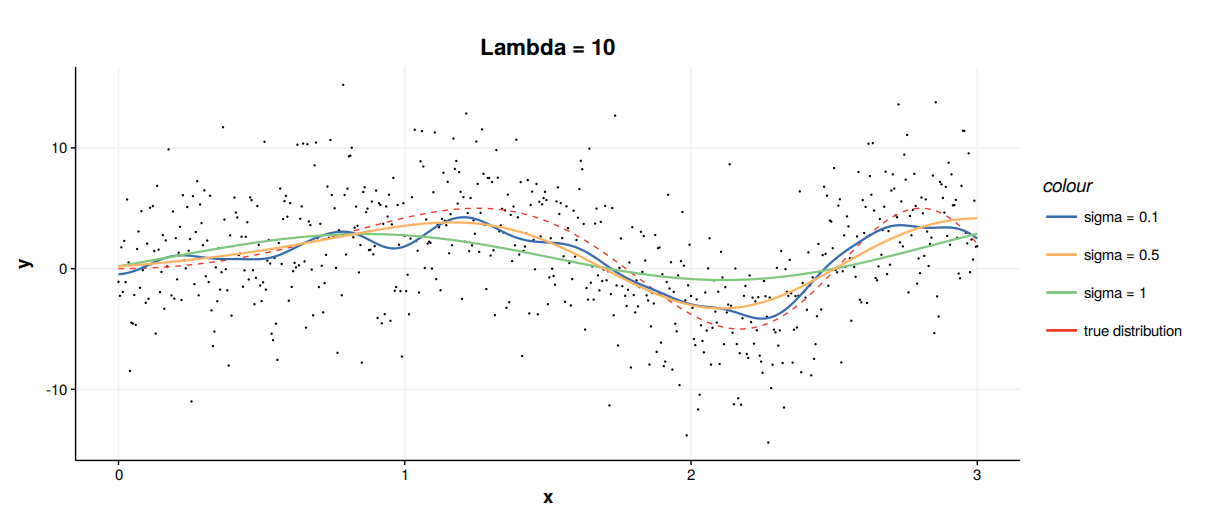 Lambda = 10
y
10
0
-10
0
1
2
3
x
colour
sigma = 0.1
sigma = 0.5
sigma = 1
true distribution